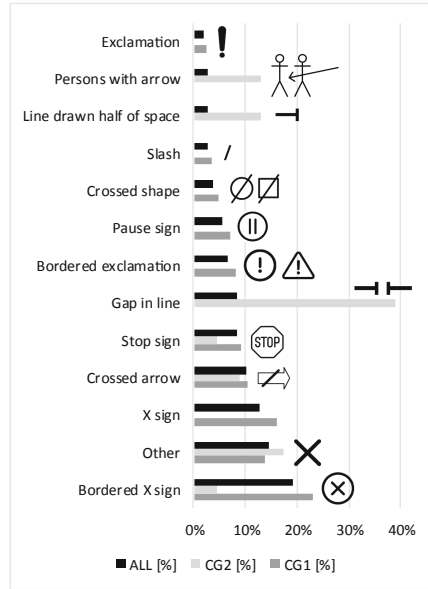 Exclamation
Persons with arrow
Line drawn half of space
Slash
Crossed shape
Pause sign
Bordered exclamation
Gap in line
Stop sign
STOP
Crossed arrow
X sign
Other
Bordered X sign
0% 10% 20% 30% 40%
ALL [%] CG2 [%] CG1 [%]